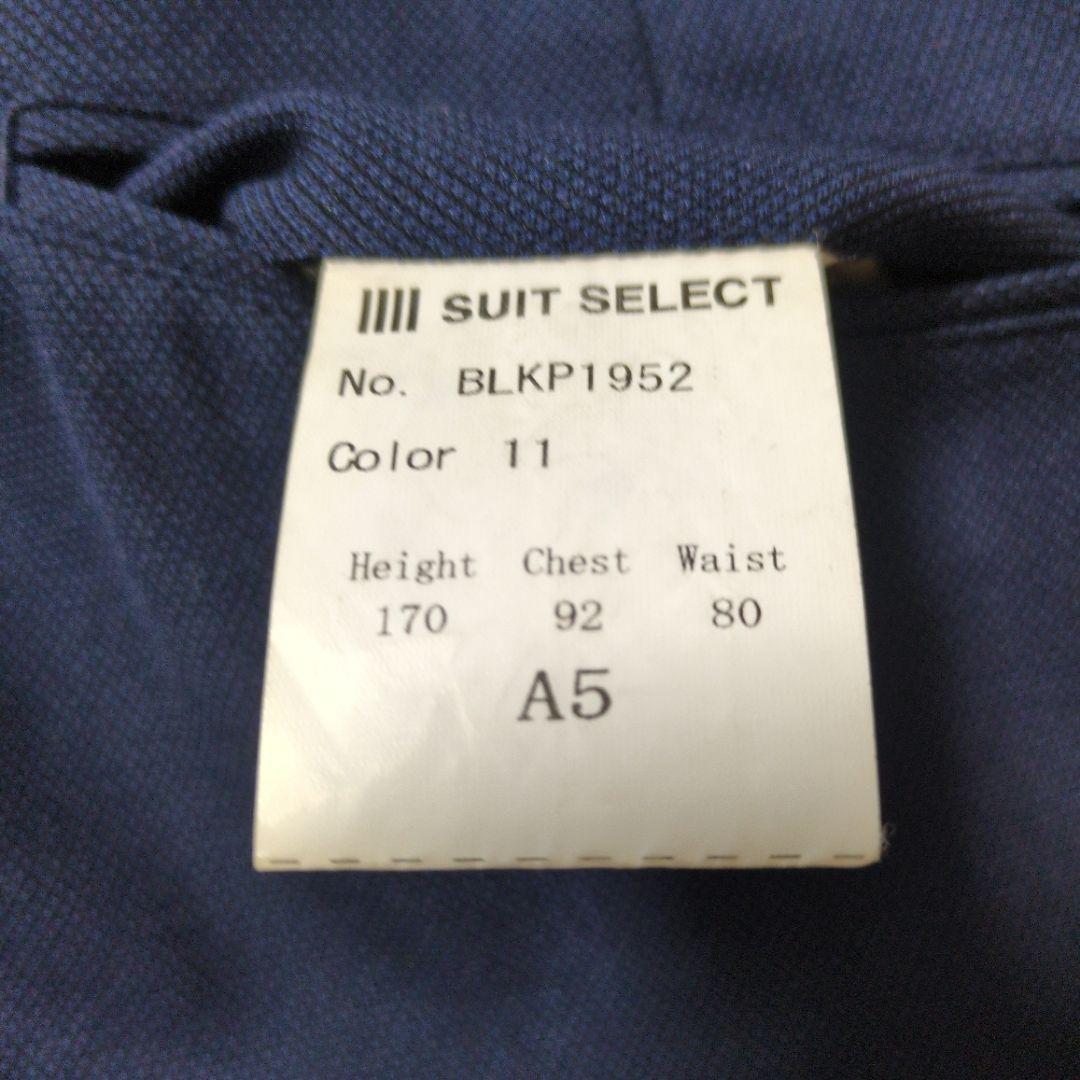 SUIT SELECT
No. BLKP1952
Color 11
Height Chest Waist
170 92 80
A5